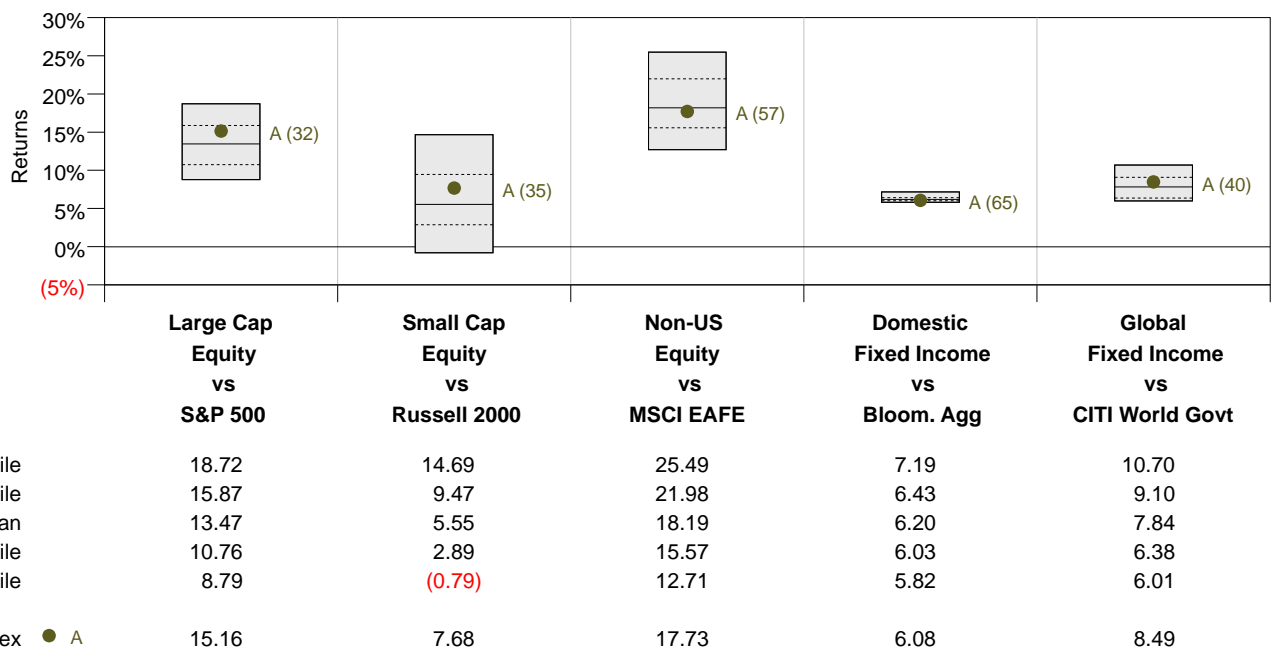 30%
25%
20%
15%
10%
5%
0%
(5%)
Returns
A (32)
A (35)
A (57)
A (65)
A (40)
Large Cap Equity vs S&P 500
Small Cap Equity vs Russell 2000
Non-US Equity vs MSCI EAFE
Domestic Fixed Income vs Bloom. Agg
Global Fixed Income vs CITI World Govt
ile 18.72 14.69 25.49 7.19 10.70
ile 15.87 9.47 21.98 6.43 9.10
an 13.47 5.55 18.19 6.20 7.84
ile 10.76 2.89 15.57 6.03 6.38
ile 8.79 (0.79) 12.71 5.82 6.01
ex ● A 15.16 7.68 17.73 6.08 8.49